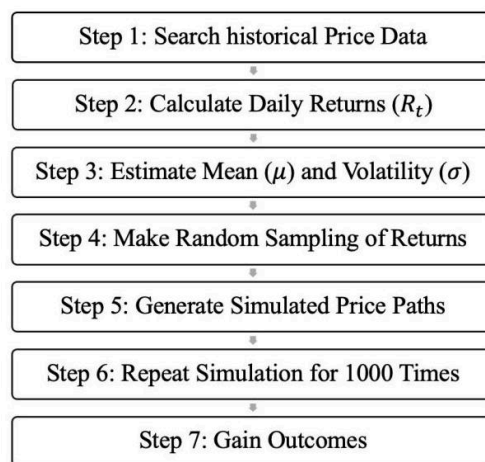 Step 1: Search historical Price Data
Step 2: Calculate Daily Returns (Rₜ)
Step 3: Estimate Mean (μ) and Volatility (σ)
Step 4: Make Random Sampling of Returns
Step 5: Generate Simulated Price Paths
Step 6: Repeat Simulation for 1000 Times
Step 7: Gain Outcomes